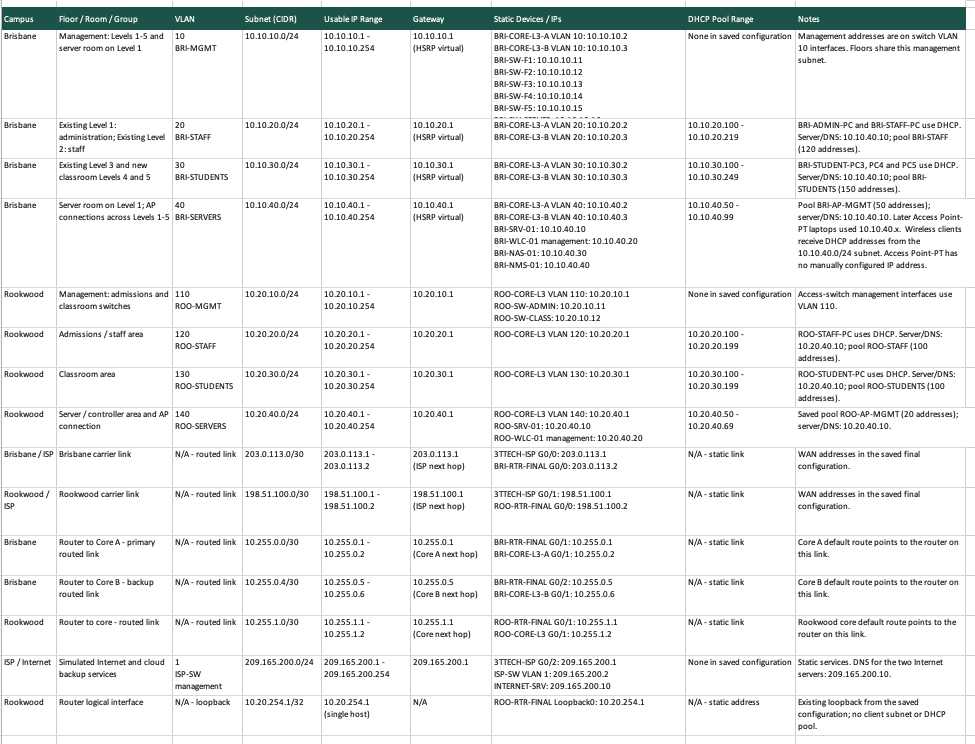 Campus Floor / Room / Group VLAN Subnet (CIDR) Usable IP Range Gateway Static Devices / IPs DHCP Pool Range Notes
Brisbane Management: Levels 1-5 and 10 10.10.10.0/24 10.10.10.1 - 10.10.10.1 BRI-CORE-L3-A VLAN 10: 10.10.10.2 None in saved configuration Management addresses are on switch VLAN
server room on Level 1 BRI-MGMT 10.10.10.254 (HSRP virtual) BRI-CORE-L3-B VLAN 10: 10.10.10.3 10 interfaces. Floors share this management
BRI-SW-F1: 10.10.10.11 subnet.
BRI-SW-F2: 10.10.10.12
BRI-SW-F3: 10.10.10.13
BRI-SW-F4: 10.10.10.14
BRI-SW-F5: 10.10.10.15
Brisbane Existing Level 1: 20 10.10.20.0/24 10.10.20.1 - 10.10.20.1 BRI-CORE-L3-A VLAN 20: 10.10.20.2 10.10.20.100 - BRI-ADMIN-PC and BRI-STAFF-PC use DHCP.
administration; Existing Level BRI-STAFF 10.10.20.254 (HSRP virtual) BRI-CORE-L3-B VLAN 20: 10.10.20.3 10.10.20.219 Server/DNS: 10.10.40.10; pool BRI-STAFF
2: staff (120 addresses).
Brisbane Existing Level 3 and new 30 10.10.30.0/24 10.10.30.1 - 10.10.30.1 BRI-CORE-L3-A VLAN 30: 10.10.30.2 10.10.30.100 - BRI-STUDENT-PC3, PC4 and PC5 use DHCP.
classroom Levels 4 and 5 BRI-STUDENTS 10.10.30.254 (HSRP virtual) BRI-CORE-L3-B VLAN 30: 10.10.30.3 10.10.30.249 Server/DNS: 10.10.40.10; pool BRI-
STUDENTS (150 addresses).
Brisbane Server room on Level 1; AP 40 10.10.40.0/24 10.10.40.1 - 10.10.40.1 BRI-CORE-L3-A VLAN 40: 10.10.40.2 10.10.40.50 - Pool BRI-AP-MGMT (50 addresses);
connections across Levels 1-5 BRI-SERVERS 10.10.40.254 (HSRP virtual) BRI-CORE-L3-B VLAN 40: 10.10.40.3 10.10.40.99 server/DNS: 10.10.40.10. Later Access Point-
BRI-SRV-01: 10.10.40.10 PT laptops used 10.10.40.x. Wireless clients
BRI-WLC-01 management: 10.10.40.20 receive DHCP addresses from the
BRI-NAS-01: 10.10.40.30 10.10.40.0/24 subnet. Access Point-PT has
BRI-NMS-01: 10.10.40.40 no manually configured IP address.
Rookwood Management: admissions and 110 10.20.10.0/24 10.20.10.1 - 10.20.10.1 ROO-CORE-L3 VLAN 110: 10.20.10.1 None in saved configuration Access-switch management interfaces use
classroom switches ROO-MGMT 10.20.10.254 ROO-SW-ADMIN: 10.20.10.11 VLAN 110.
ROO-SW-CLASS: 10.20.10.12
Rookwood Admissions / staff area 120 10.20.20.0/24 10.20.20.1 - 10.20.20.1 ROO-CORE-L3 VLAN 120: 10.20.20.1 10.20.20.100 - ROO-STAFF-PC uses DHCP. Server/DNS:
ROO-STAFF 10.20.20.254 10.20.20.199 10.20.40.10; pool ROO-STAFF (100
addresses).
Rookwood Classroom area 130 10.20.30.0/24 10.20.30.1 - 10.20.30.1 ROO-CORE-L3 VLAN 130: 10.20.30.1 10.20.30.100 - ROO-STUDENT-PC uses DHCP. Server/DNS:
ROO-STUDENTS 10.20.30.254 10.20.30.199 10.20.40.10; pool ROO-STUDENTS (100
addresses).
Rookwood Server / controller area and AP 140 10.20.40.0/24 10.20.40.1 - 10.20.40.1 ROO-CORE-L3 VLAN 140: 10.20.40.1 10.20.40.50 - Saved pool ROO-AP-MGMT (20 addresses);
connection ROO-SERVERS 10.20.40.254 ROO-SRV-01: 10.20.40.10 10.20.40.69 server/DNS: 10.20.40.10.
ROO-WLC-01 management: 10.20.40.20
Brisbane / ISP Brisbane carrier link N/A - routed link 203.0.113.0/30 203.0.113.1 - 203.0.113.1 3TTECH-ISP G0/0: 203.0.113.1 N/A - static link WAN addresses in the saved final
203.0.113.2 (ISP next hop) BRI-RTR-FINAL G0/0: 203.0.113.2 configuration.
Rookwood / Rookwood carrier link N/A - routed link 198.51.100.0/30 198.51.100.1 - 198.51.100.1 3TTECH-ISP G0/1: 198.51.100.1 N/A - static link WAN addresses in the saved final
ISP 198.51.100.2 (ISP next hop) ROO-RTR-FINAL G0/0: 198.51.100.2 configuration.
Brisbane Router to Core A - primary N/A - routed link 10.255.0.0/30 10.255.0.1 - 10.255.0.1 BRI-RTR-FINAL G0/1: 10.255.0.1 N/A - static link Core A default route points to the router on
routed link 10.255.0.2 (Core A next hop) BRI-CORE-L3-A G0/1: 10.255.0.2 this link.
Brisbane Router to Core B - backup N/A - routed link 10.255.0.4/30 10.255.0.5 - 10.255.0.5 BRI-RTR-FINAL G0/2: 10.255.0.5 N/A - static link Core B default route points to the router on
routed link 10.255.0.6 (Core B next hop) BRI-CORE-L3-B G0/1: 10.255.0.6 this link.
Rookwood Router to core - routed link N/A - routed link 10.255.1.0/30 10.255.1.1 - 10.255.1.1 ROO-RTR-FINAL G0/1: 10.255.1.1 N/A - static link Rookwood core default route points to the
10.255.1.2 (Core next hop) ROO-CORE-L3 G0/1: 10.255.1.2 router on this link.
ISP / Internet Simulated Internet and cloud 1 209.165.200.0/24 209.165.200.1 - 209.165.200.1 3TTECH-ISP G0/2: 209.165.200.1 None in saved configuration Static services. DNS for the two Internet
backup services ISP-SW 209.165.200.254 ISP-SW VLAN 1: 209.165.200.2 servers: 209.165.200.10.
management INTERNET-SRV: 209.165.200.10
Rookwood Router logical interface N/A - loopback 10.20.254.1/32 10.20.254.1 N/A ROO-RTR-FINAL Loopback0: 10.20.254.1 N/A - static address Existing loopback from the saved
(single host) configuration; no client subnet or DHCP
pool.